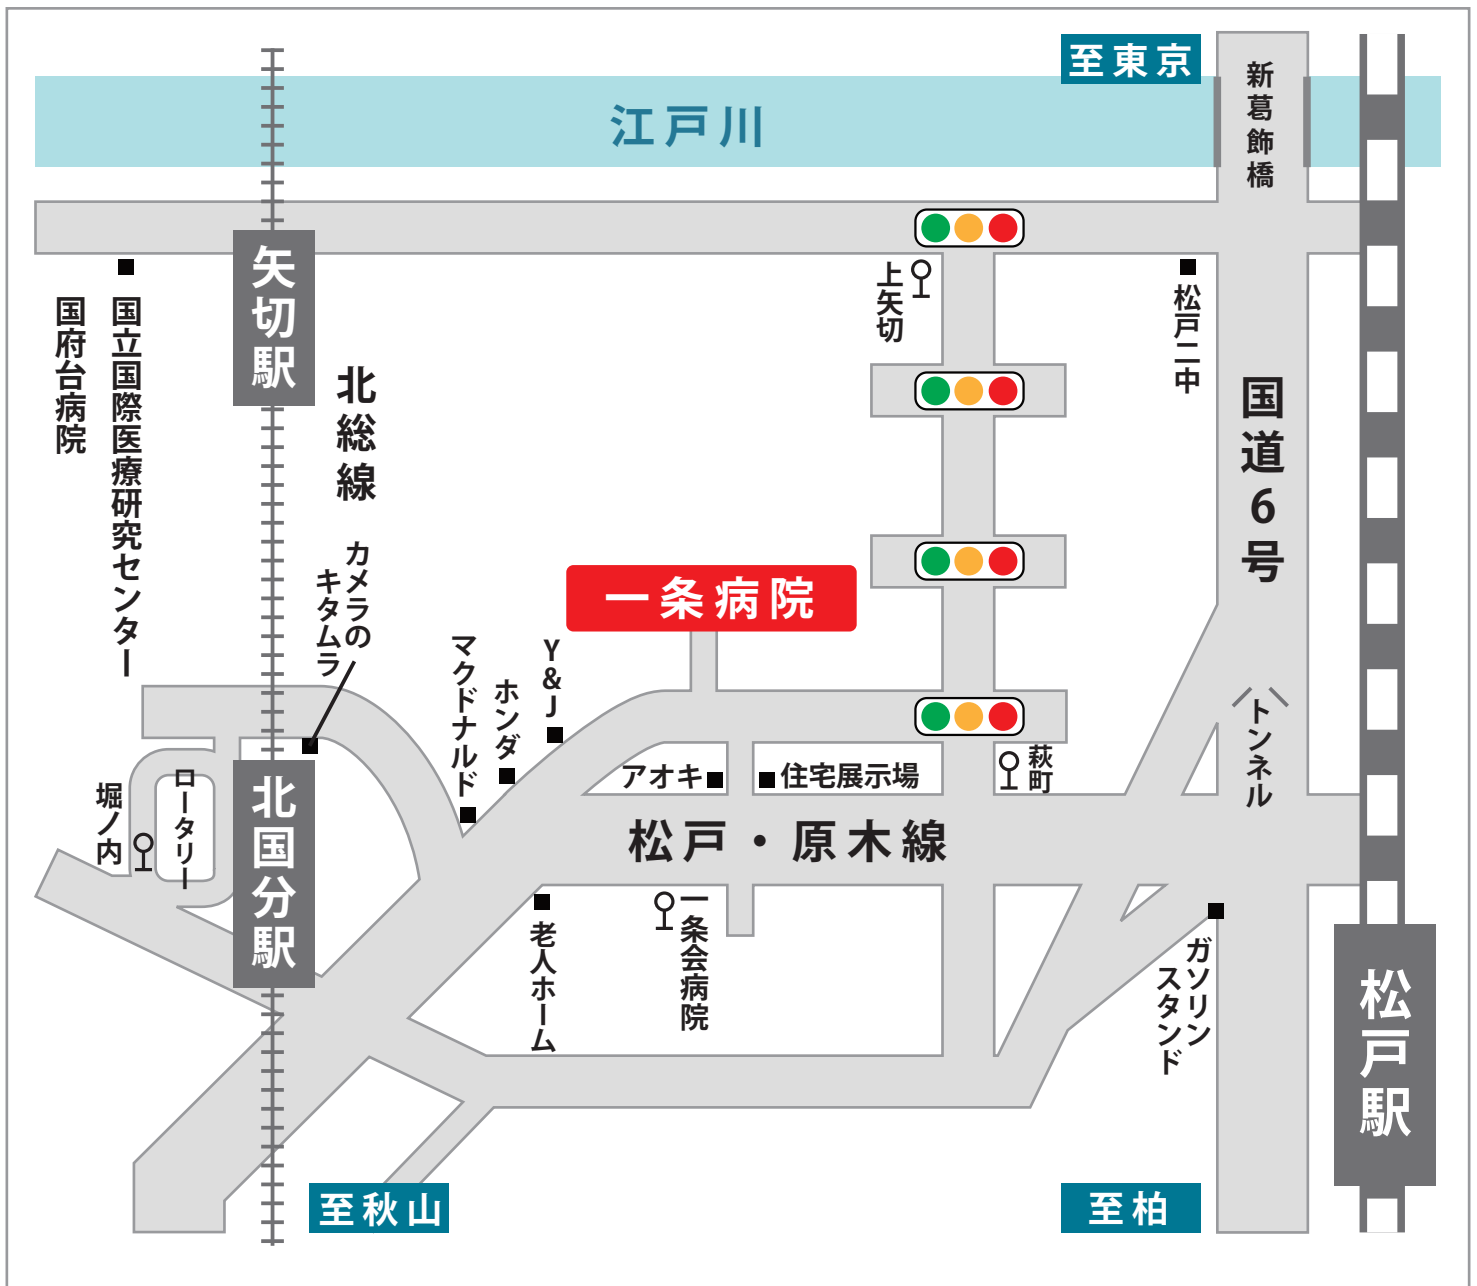 至東京
新葛飾橋
江戸川
矢切駅
上矢切
松戸二中
国立国際医療研究センター
国府台病院
北総線
国道6号
カメラの
キタムラ
一条病院
マクドナルド
ホンダ
Y&J
トンネル
アオキ
住宅展示場
萩町
堀ノ内
ロータリー
北国分駅
松戸・原木線
老人ホーム
一条会病院
ガソリン
スタンド
松戸駅
至秋山
至柏